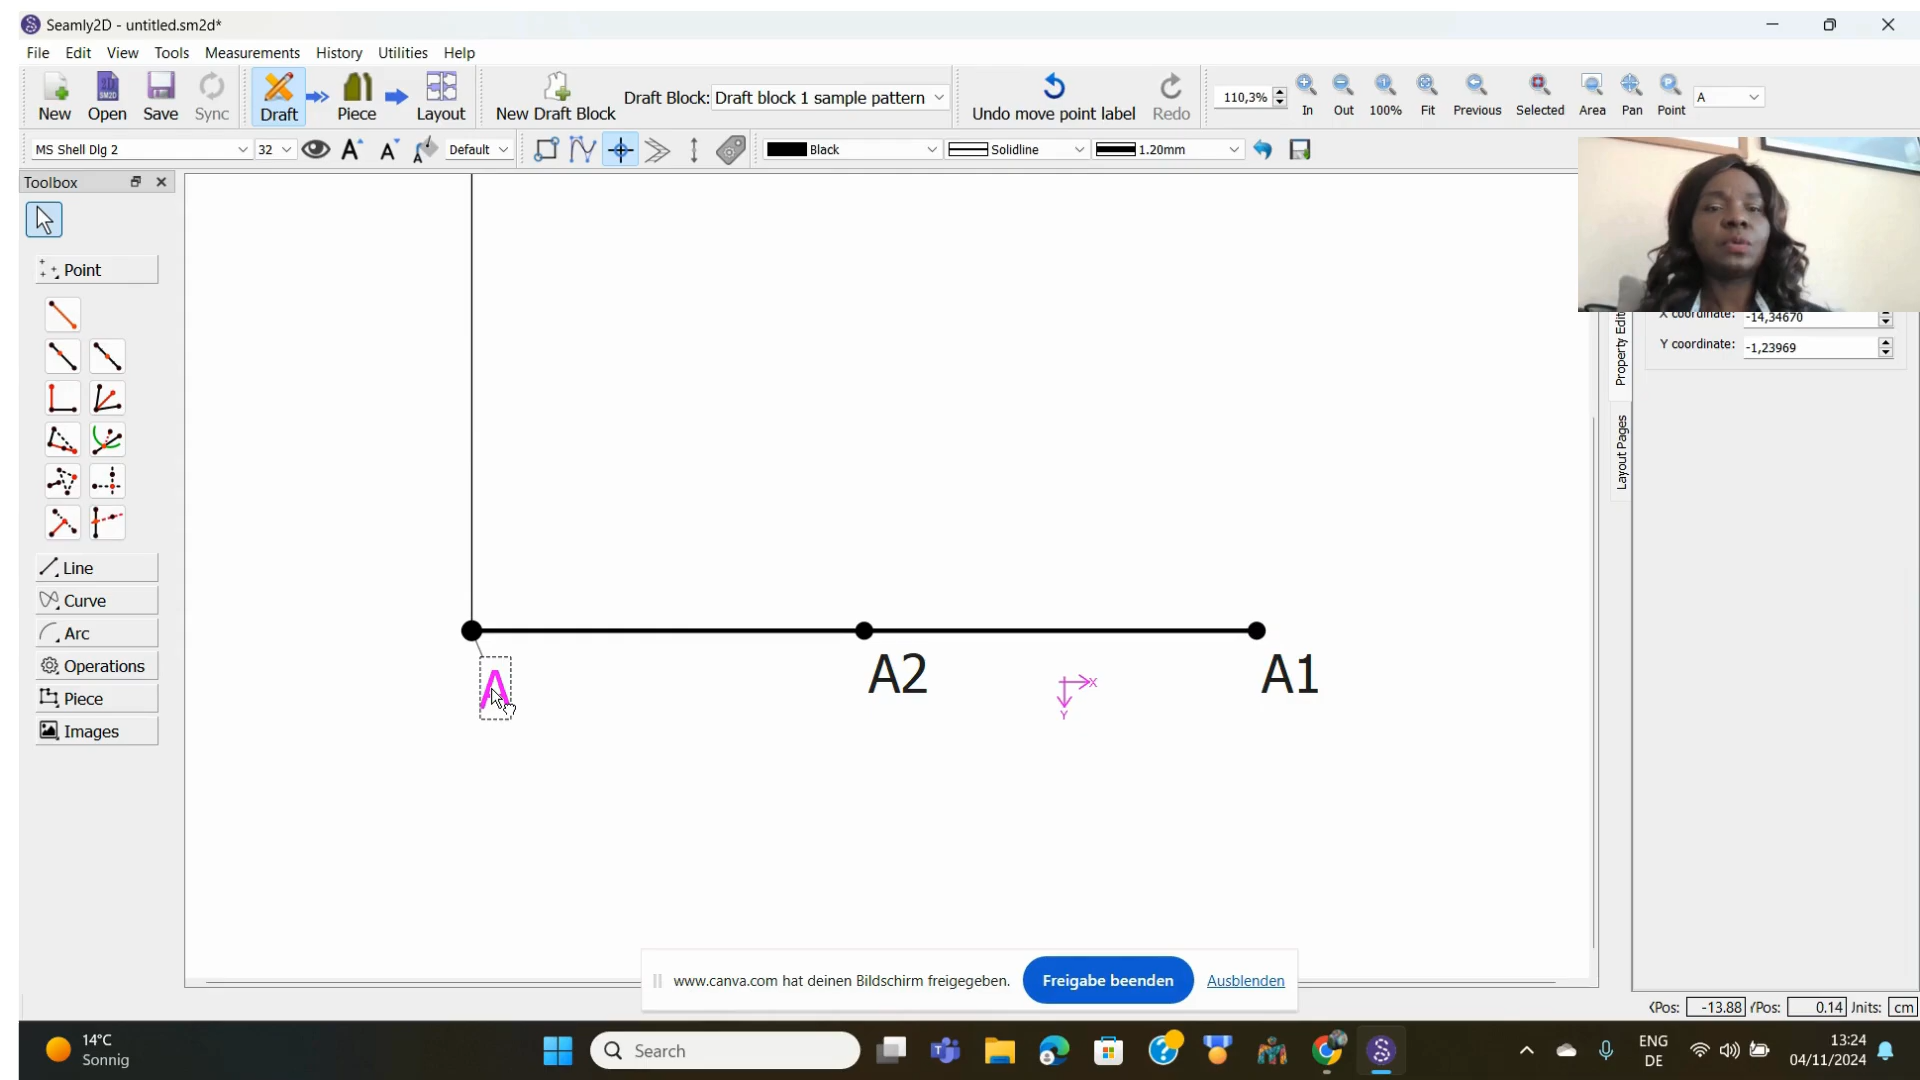 Seamly2D - untitled.sm2d*
File Edit View Tools Measurements History Utilities Help
New Open Save Sync Draft Piece Layout New Draft Block Draft Block: Draft block 1 sample pattern Undo move point label Redo 110,3% In Out 100% Fit Previous Selected Area Pan Point A
MS Shell Dlg 2 32 Default Black Solidline 1.20mm
Toolbox
Point
X coordinate: -14,34670
Y coordinate: -1,23969
Property Edit
Layout Pages
Line
Curve
Arc
Operations
Piece
Images
A
A2
A1
X
Y
www.canva.com hat deinen Bildschirm freigegeben. Freigabe beenden Ausblenden
Pos: -13.88 Pos: 0.14 Jnits: cm
14°C
Sonnig
Search
ENG
DE
13:24
04/11/2024